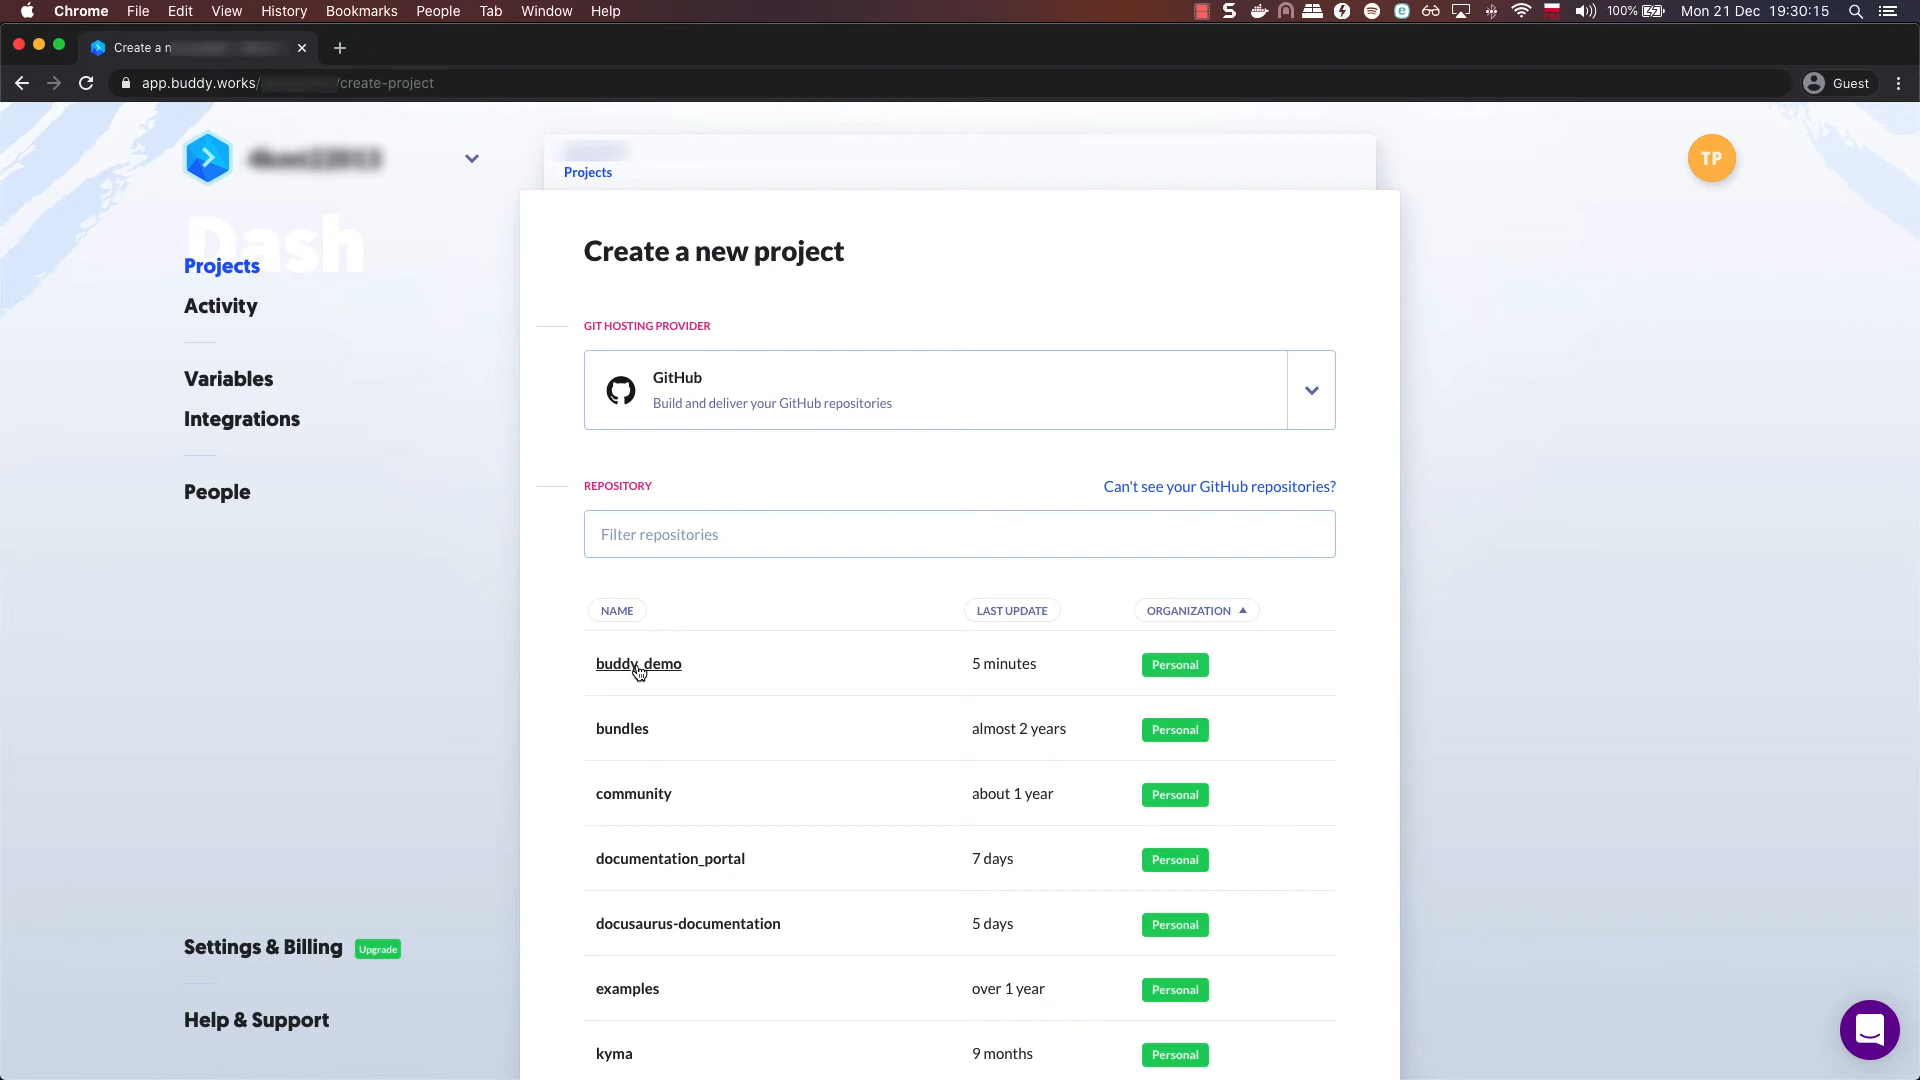 Chrome File Edit View History Bookmarks People Tab Window Help 100% Mon 21 Dec 19:30:15
Create a n
app.buddy.works/ /create-project Guest
Projects
TP
Dash
Projects
Activity
Variables
Integrations
People
Settings & Billing Upgrade
Help & Support
Create a new project
GIT HOSTING PROVIDER
GitHub
Build and deliver your GitHub repositories
REPOSITORY Can't see your GitHub repositories?
Filter repositories
NAME LAST UPDATE ORGANIZATION
buddy_demo 5 minutes Personal
bundles almost 2 years Personal
community about 1 year Personal
documentation_portal 7 days Personal
docusaurus-documentation 5 days Personal
examples over 1 year Personal
kyma 9 months Personal